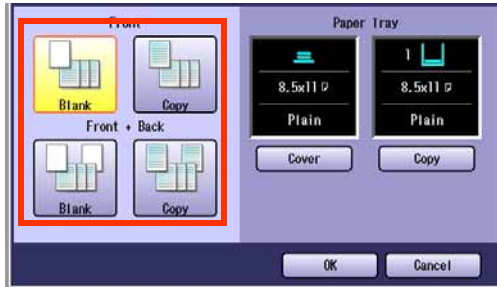 Front
Blank
Copy
Front + Back
Blank
Copy
Paper Tray
1
8.5x11
8.5x11
Plain
Plain
Cover
Copy
OK
Cancel